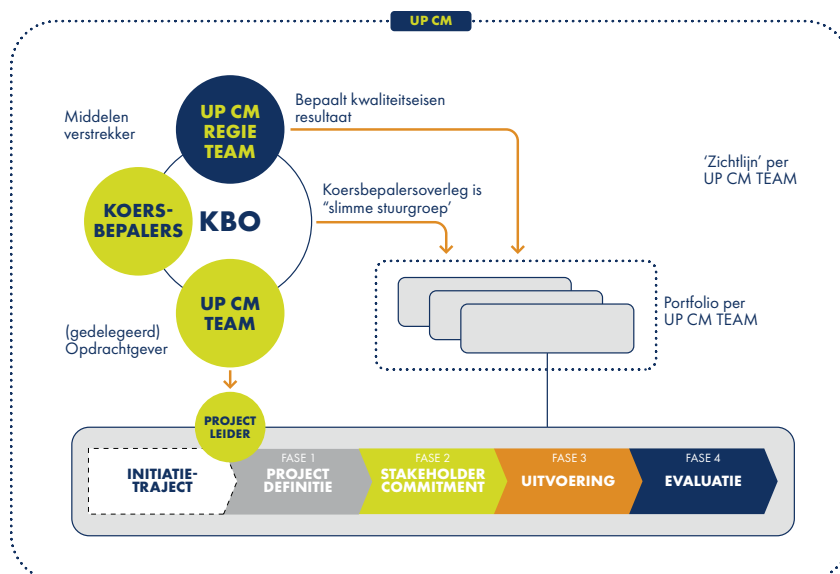 UP CM
UP CM
REGIE
TEAM
Middelen
verstrekker
Bepaalt kwaliteitseisen
resultaat
'Zichtlijn' per
UP CM TEAM
KOERS-
BEPALERS
KBO
Koersbepalersoverleg is
“slimme stuurgroep’
UP CM
TEAM
(gedelegeerd)
Opdrachtgever
Portfolio per
UP CM TEAM
PROJECT
LEIDER
INITIATIE-
TRAJECT
FASE 1
PROJECT
DEFINITIE
FASE 2
STAKEHOLDER
COMMITMENT
FASE 3
UITVOERING
FASE 4
EVALUATIE